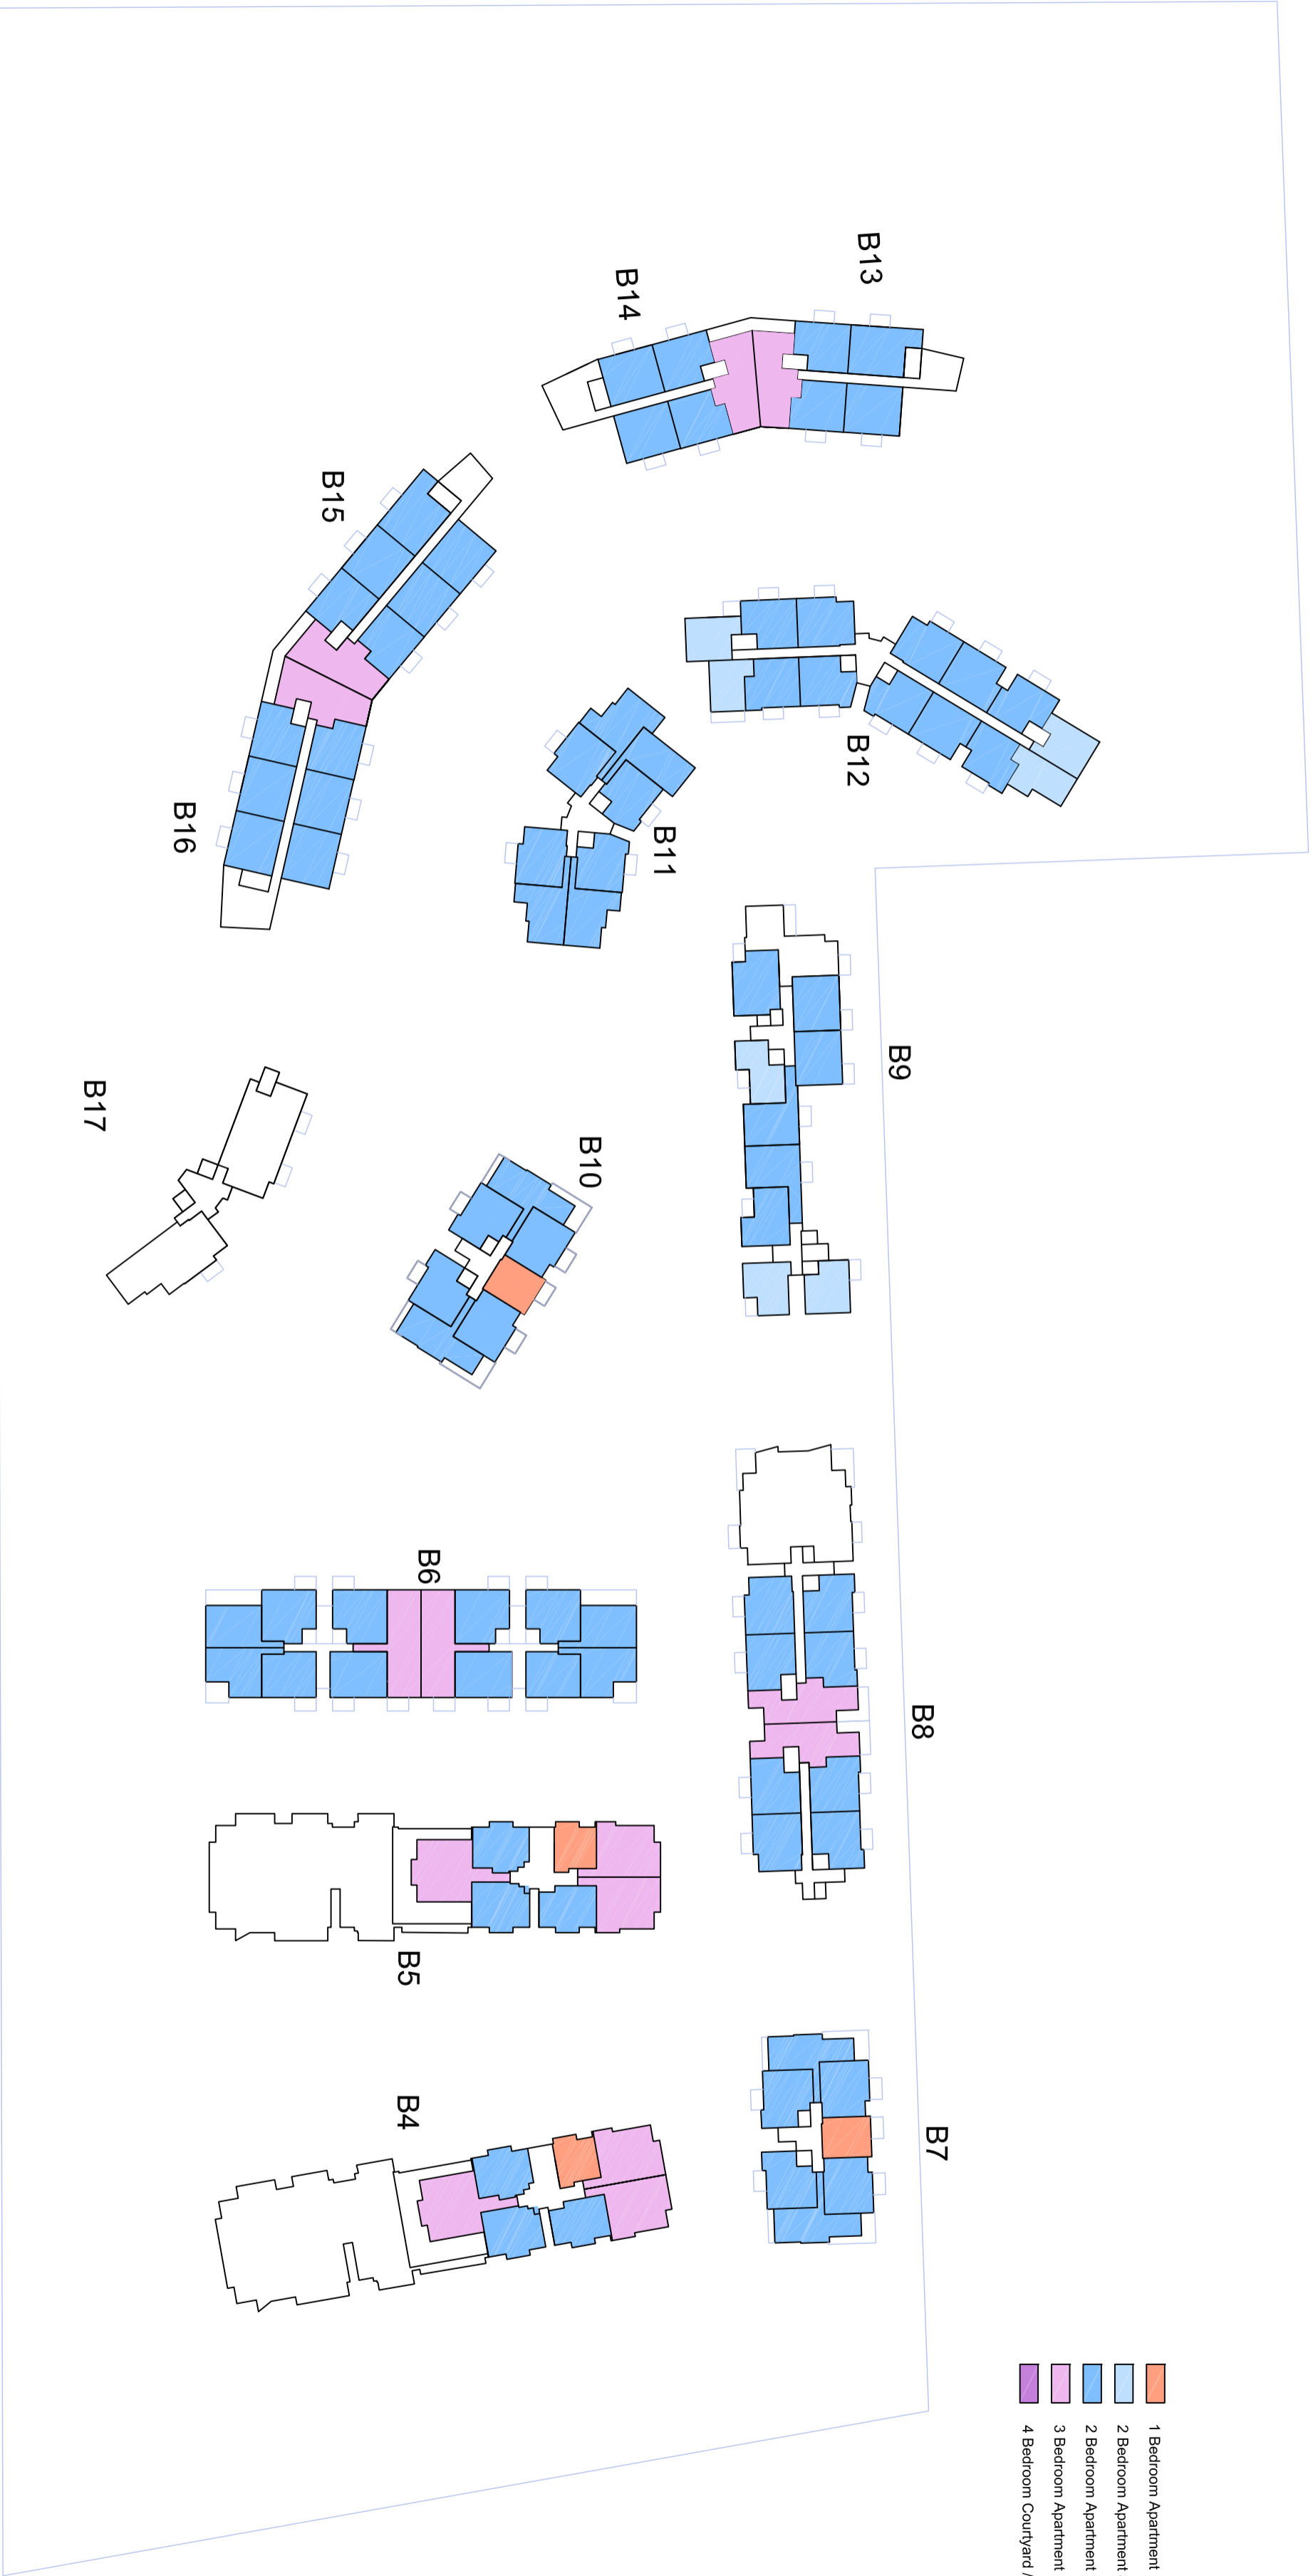 B13
B14
B15
B12
B16
B11
B9
B17
B10
B6
B8
B5
B4
B7
1 Bedroom Apartment
2 Bedroom Apartment
2 Bedroom Apartment
3 Bedroom Apartment
4 Bedroom Courtyard /